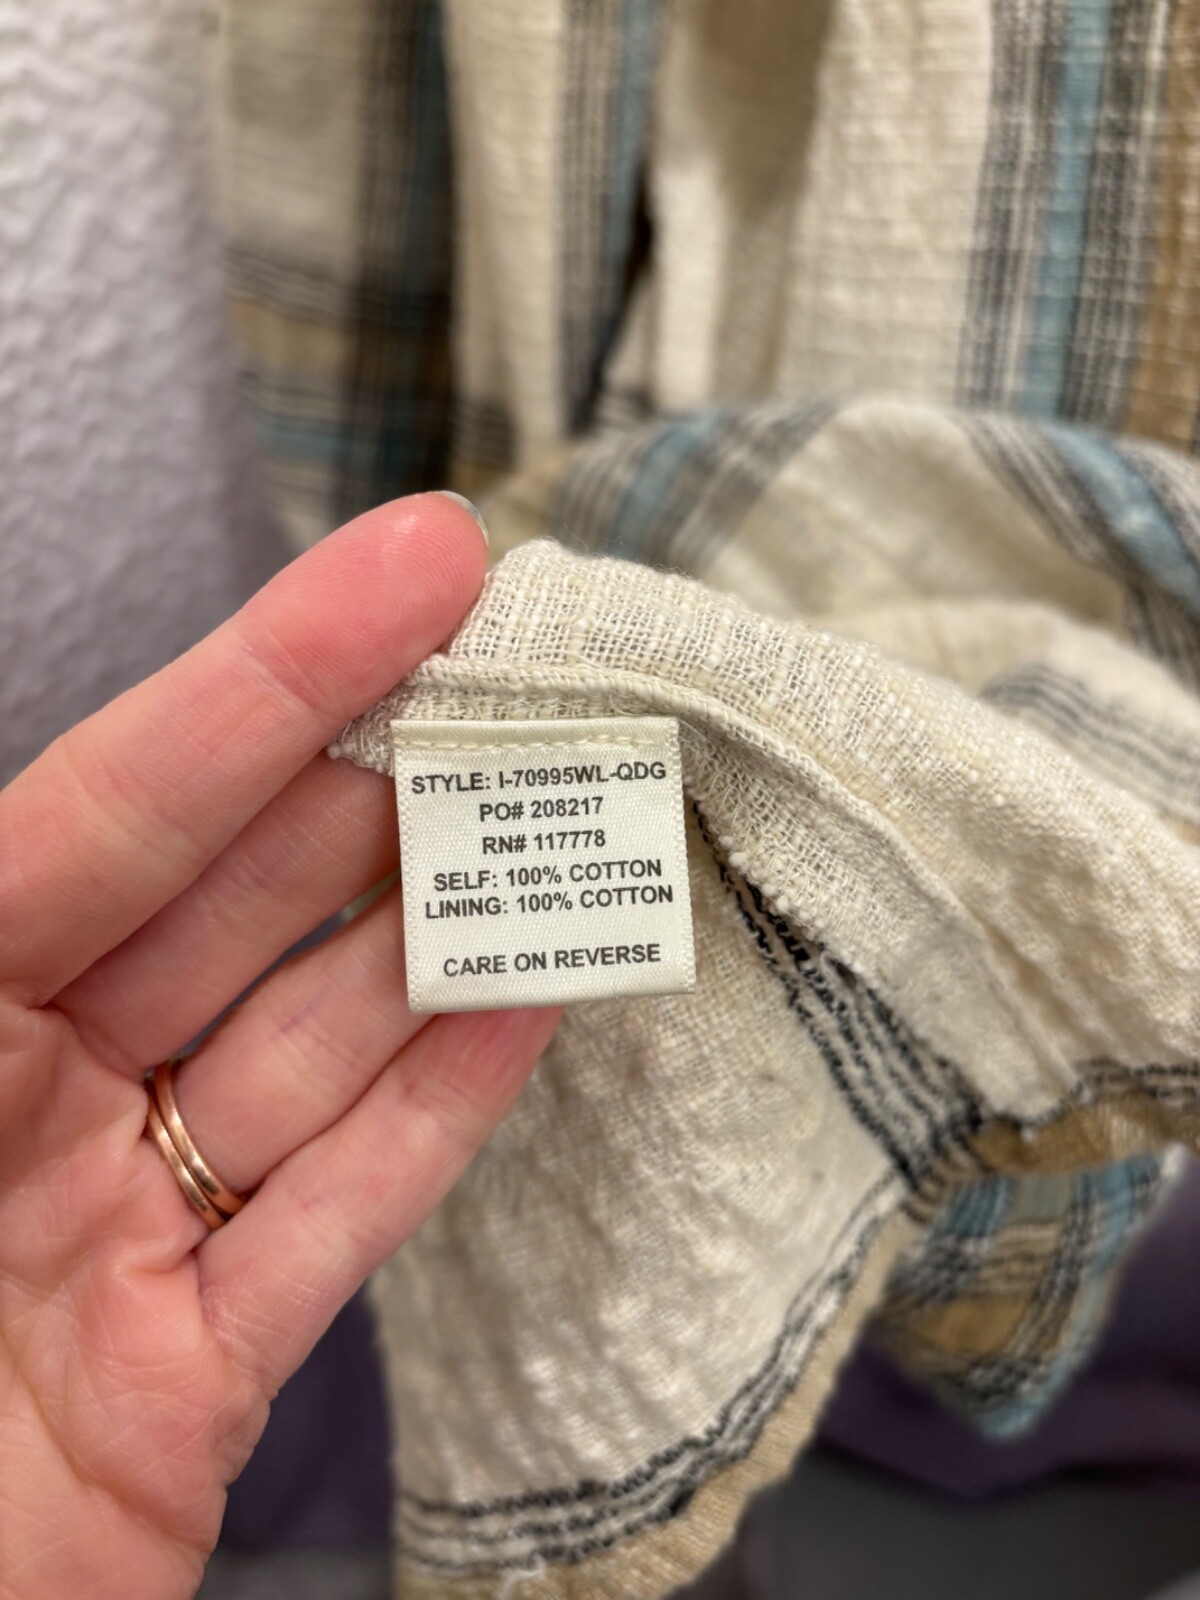 STYLE: I-70995WL-QDG
PO# 208217
RN# 117778
SELF: 100% COTTON
LINING: 100% COTTON
CARE ON REVERSE